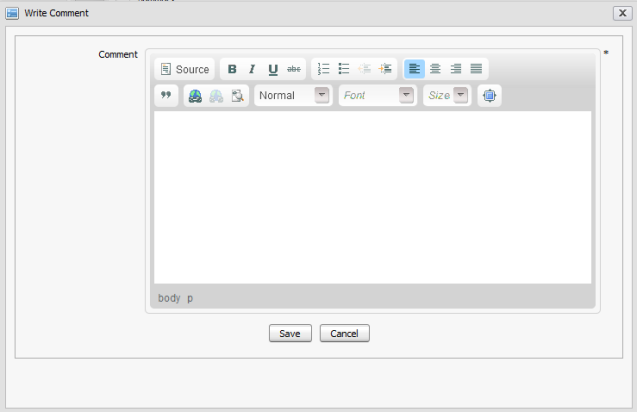 Write Comment X
Comment *
Source B I U abc
Normal Font Size
body p
Save Cancel